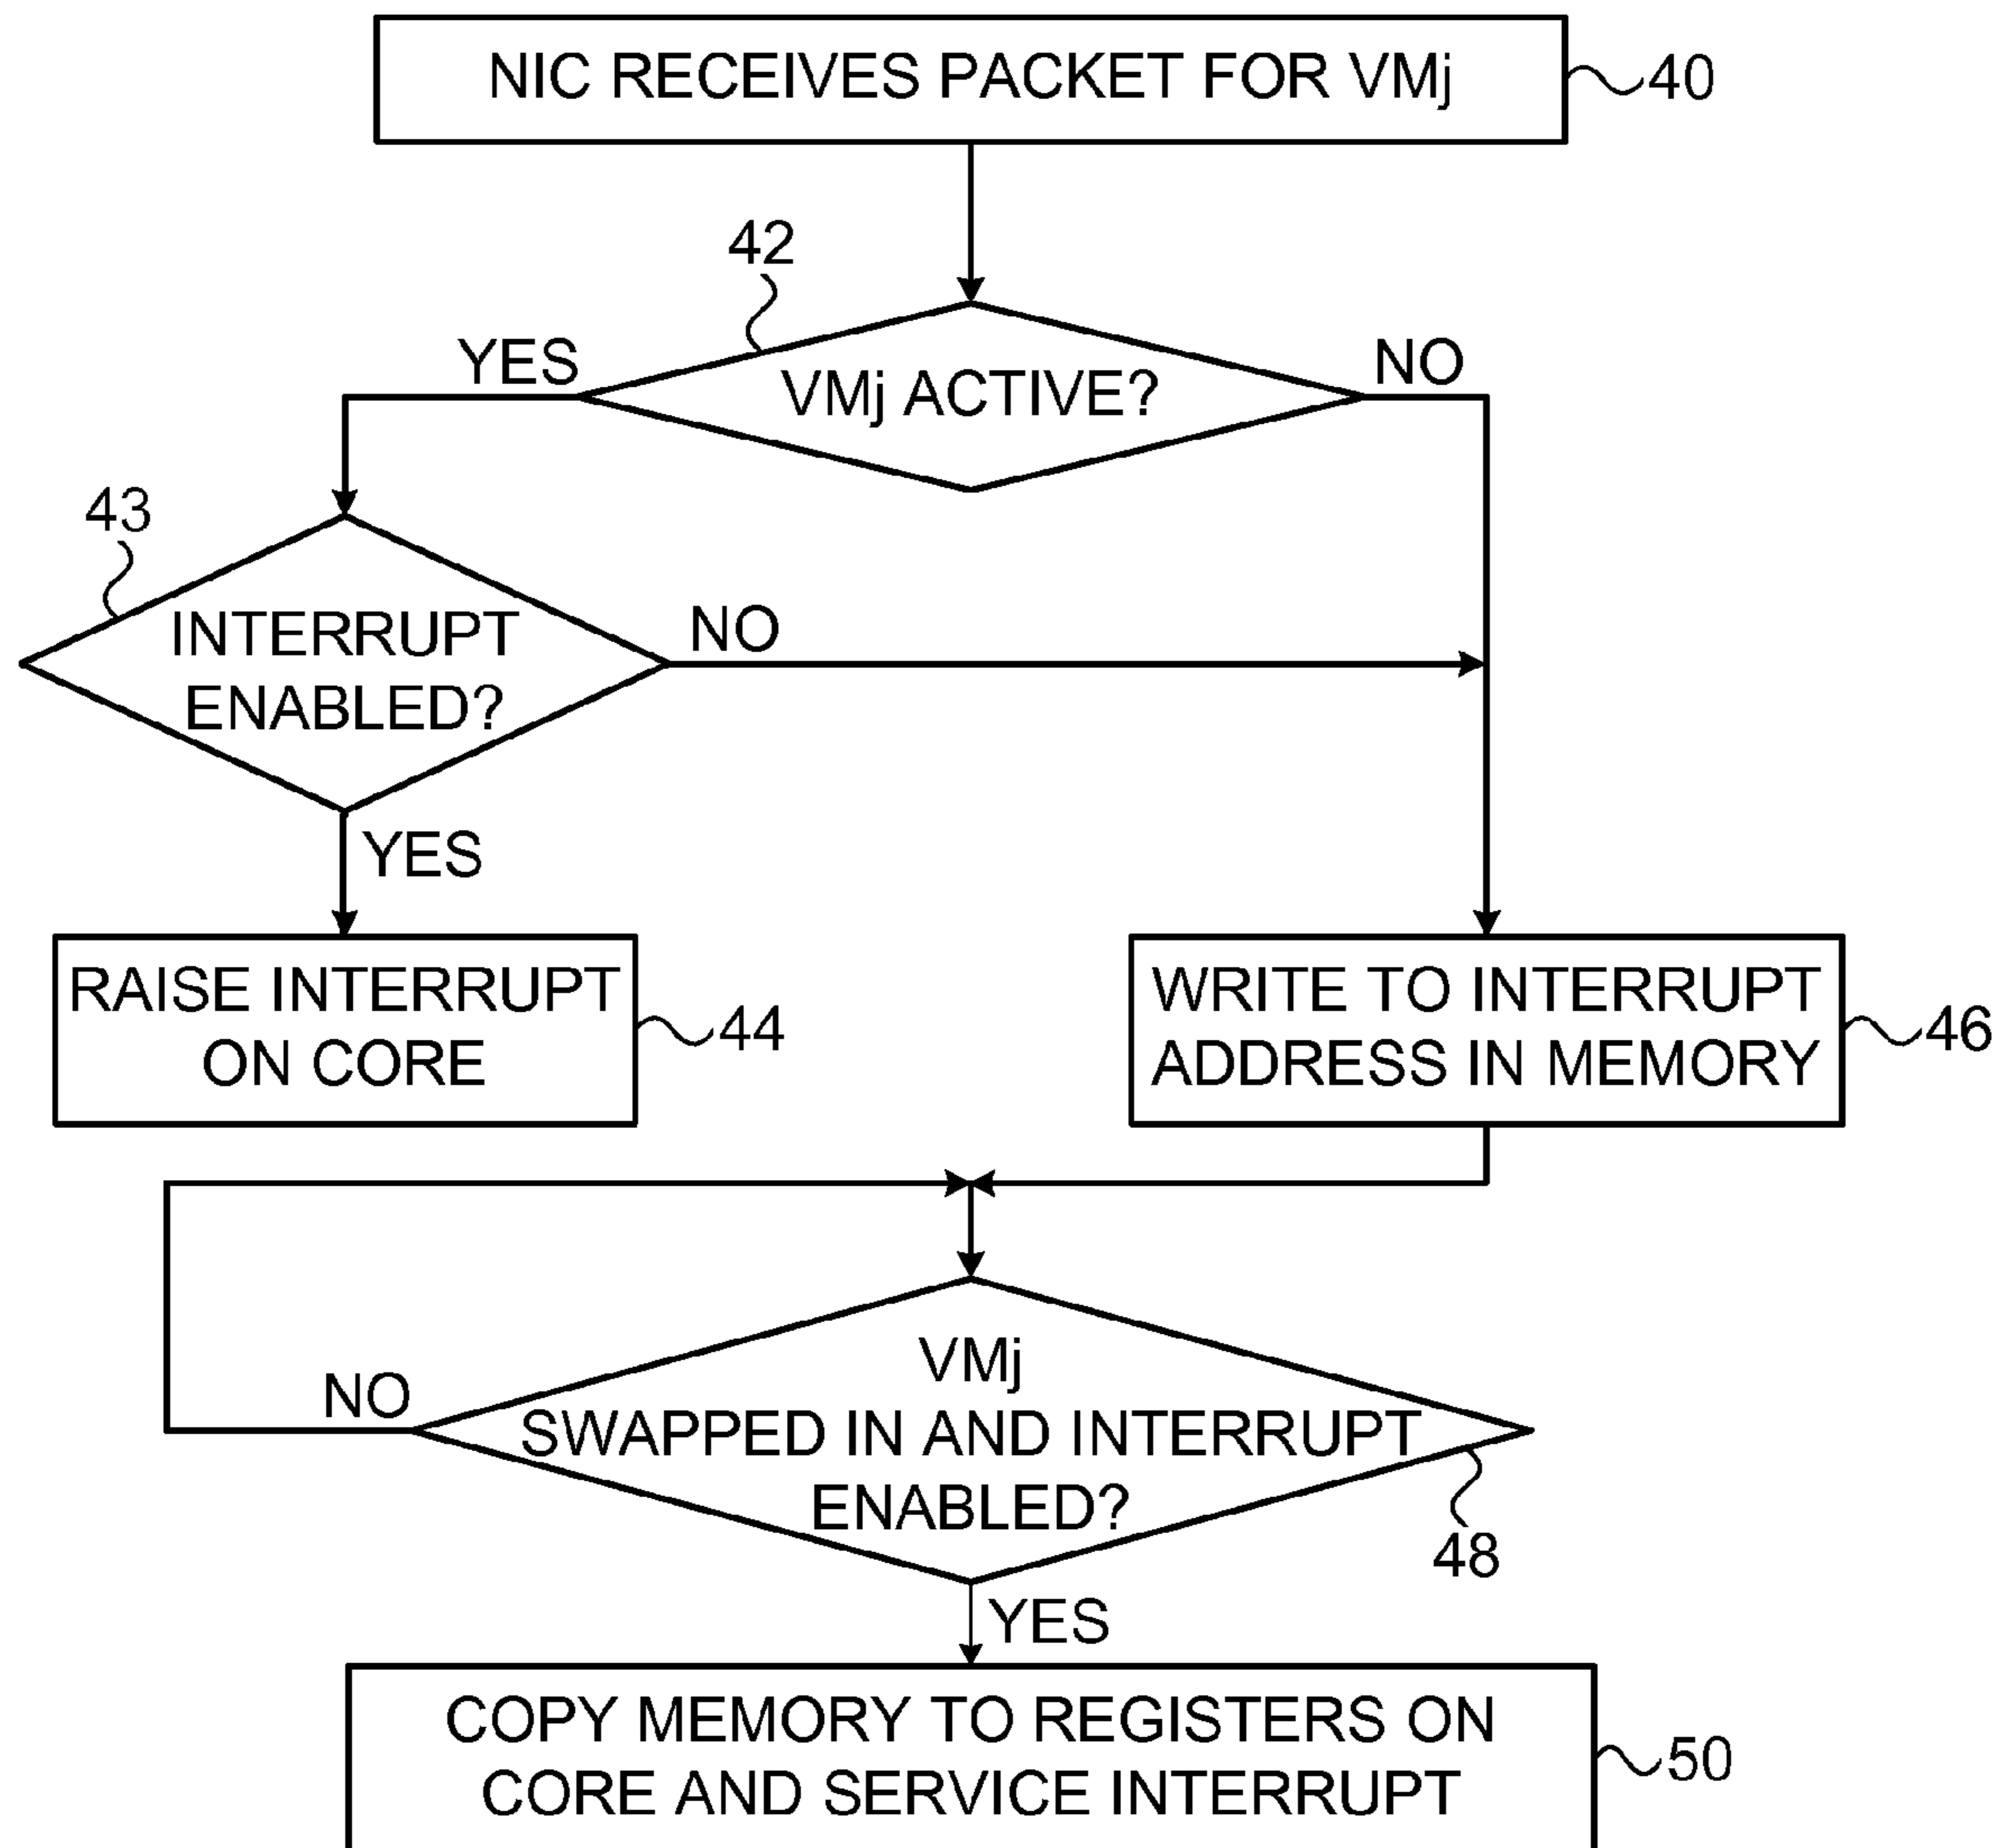 NIC RECEIVES PACKET FOR VMj
40
42
YES
NO
VMj ACTIVE?
43
INTERRUPT
ENABLED?
NO
YES
RAISE INTERRUPT
ON CORE
44
WRITE TO INTERRUPT
ADDRESS IN MEMORY
46
VMj
SWAPPED IN AND INTERRUPT
ENABLED?
NO
48
YES
COPY MEMORY TO REGISTERS ON
CORE AND SERVICE INTERRUPT
50